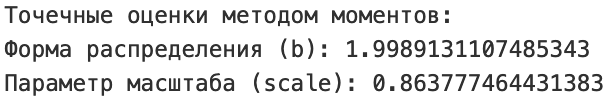 Точечные оценки методом моментов:
Форма распределения (b): 1.9989131107485343
Параметр масштаба (scale): 0.863777464431383